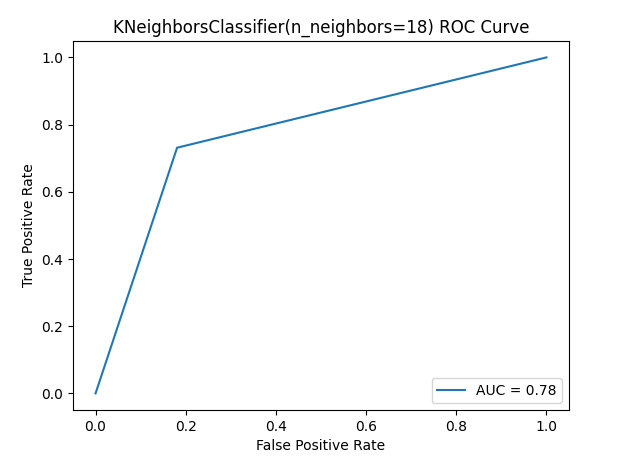 KNeighborsClassifier(n_neighbors=18) ROC Curve
True Positive Rate
1.0
0.8
0.6
0.4
0.2
0.0
AUC = 0.78
0.0 0.2 0.4 0.6 0.8 1.0
False Positive Rate